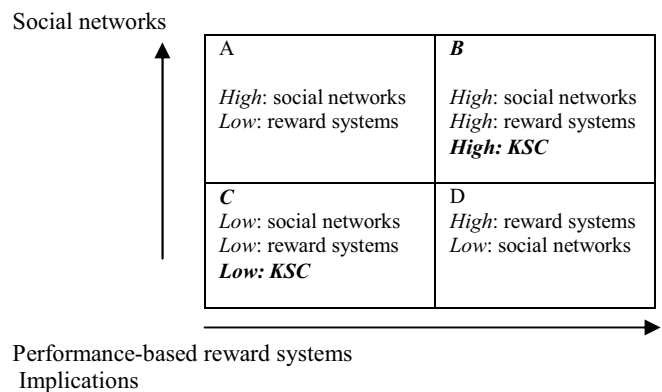 Social networks
A
High: social networks
Low: reward systems
B
High: social networks
High: reward systems
High: KSC
C
Low: social networks
Low: reward systems
Low: KSC
D
High: reward systems
Low: social networks
Performance-based reward systems
Implications